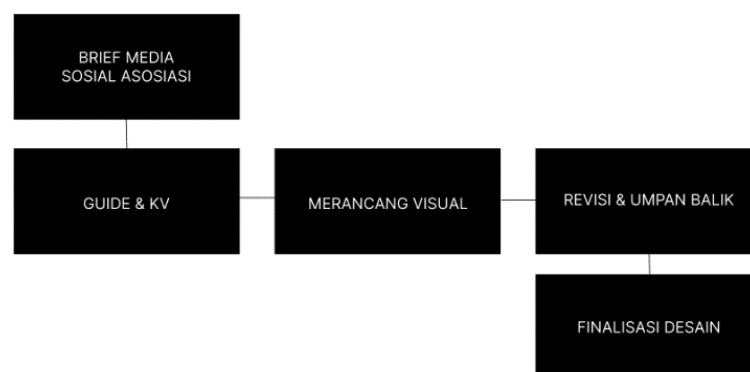 BRIEF MEDIA
SOSIAL ASOSIASI
GUIDE & KV
MERANCANG VISUAL
REVISI & UMPAN BALIK
FINALISASI DESAIN